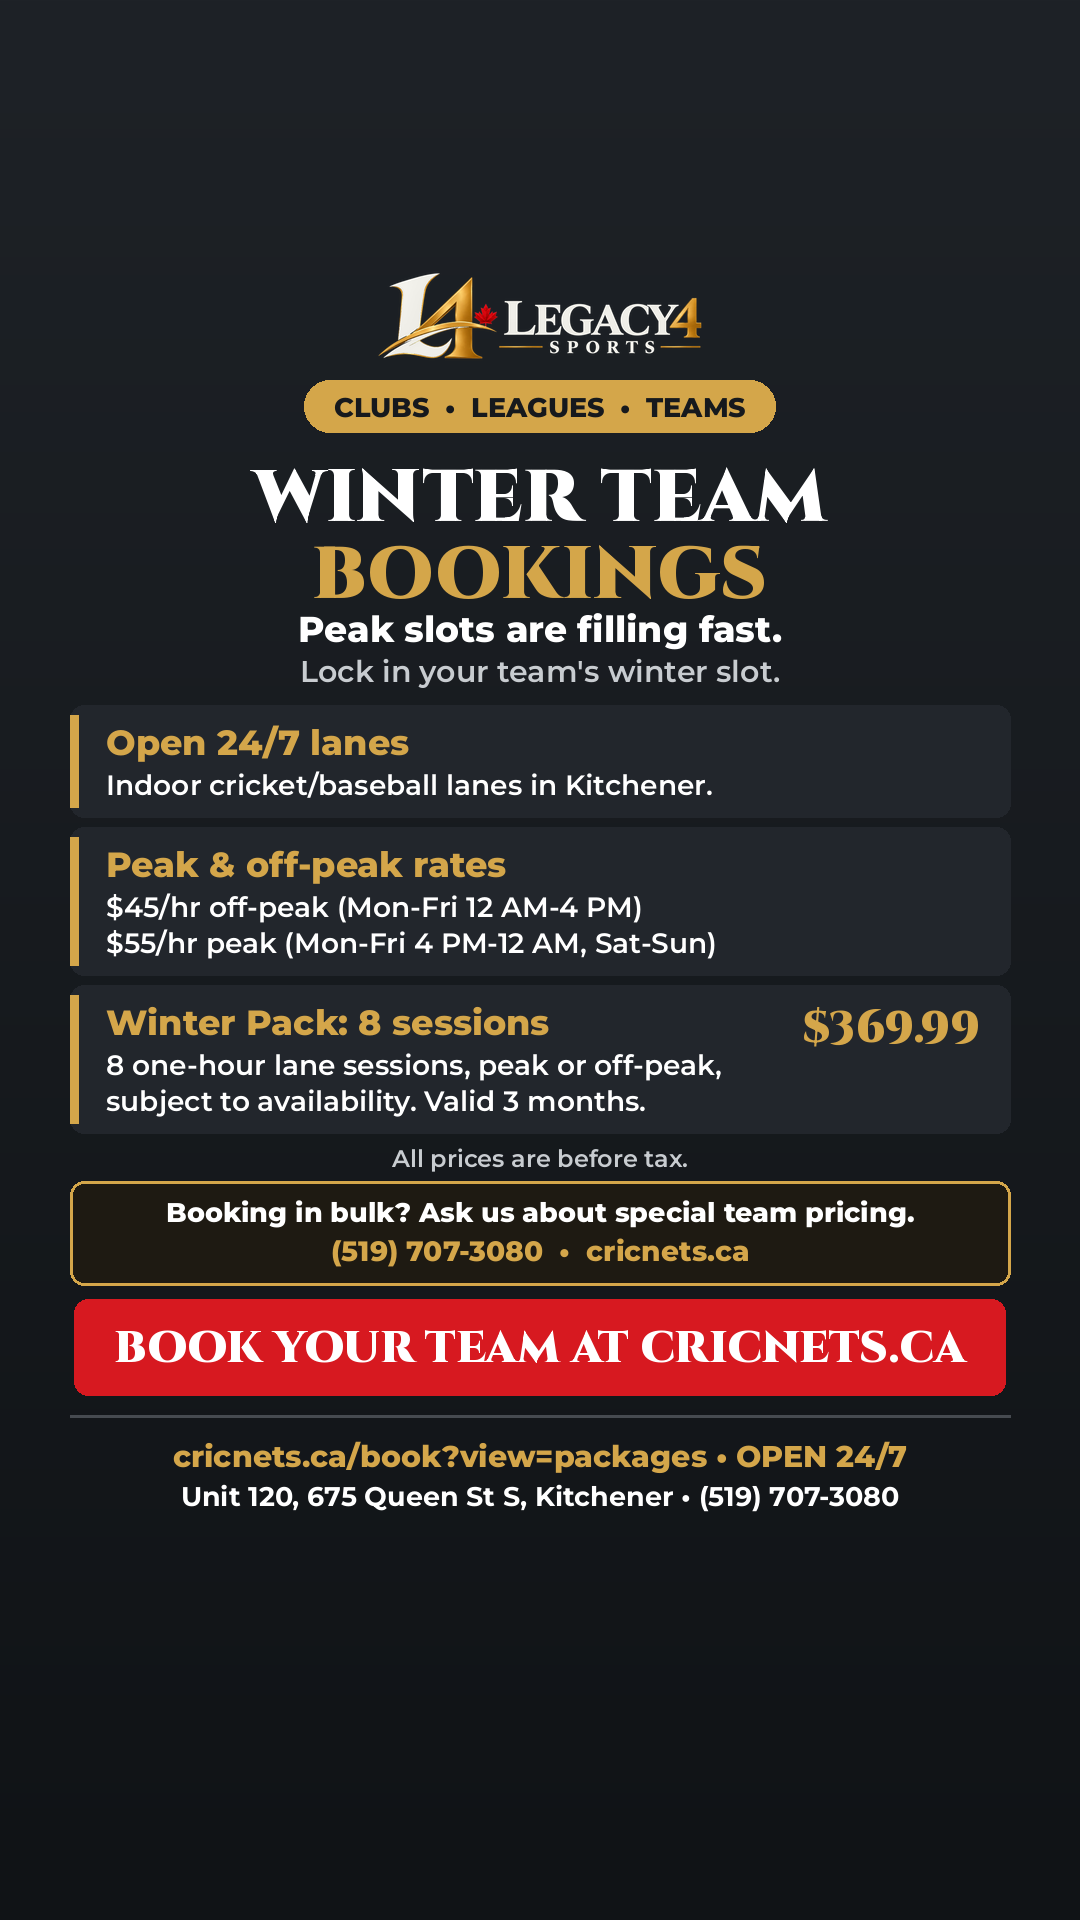 L4 LEGACY4
SPORTS
CLUBS • LEAGUES • TEAMS
WINTER TEAM
BOOKINGS
Peak slots are filling fast.
Lock in your team's winter slot.
Open 24/7 lanes
Indoor cricket/baseball lanes in Kitchener.
Peak & off-peak rates
$45/hr off-peak (Mon-Fri 12 AM-4 PM)
$55/hr peak (Mon-Fri 4 PM-12 AM, Sat-Sun)
Winter Pack: 8 sessions $369.99
8 one-hour lane sessions, peak or off-peak,
subject to availability. Valid 3 months.
All prices are before tax.
Booking in bulk? Ask us about special team pricing.
(519) 707-3080 • cricnets.ca
BOOK YOUR TEAM AT CRICNETS.CA
cricnets.ca/book?view=packages • OPEN 24/7
Unit 120, 675 Queen St S, Kitchener • (519) 707-3080